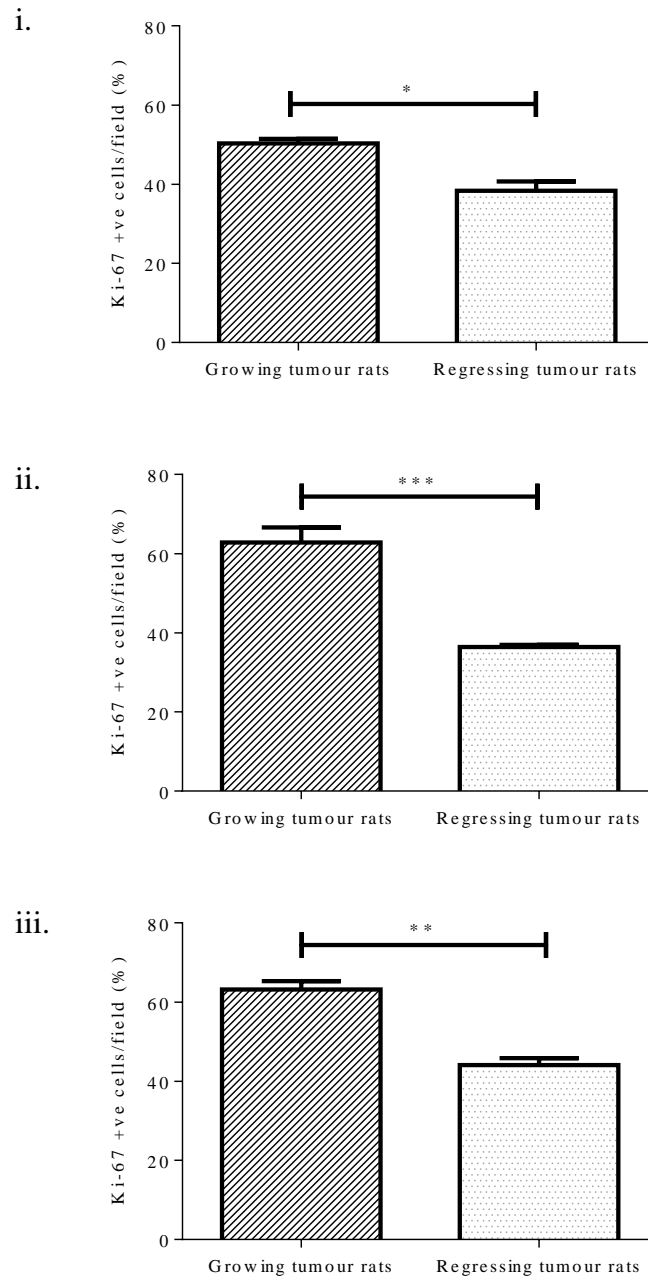 i.
80
60
40
20
0
Ki-67 +ve cells/field (%)
*
Growing tumour rats
Regressing tumour rats
ii.
80
60
40
20
0
Ki-67 +ve cells/field (%)
***
Growing tumour rats
Regressing tumour rats
iii.
80
60
40
20
0
Ki-67 +ve cells/field (%)
**
Growing tumour rats
Regressing tumour rats